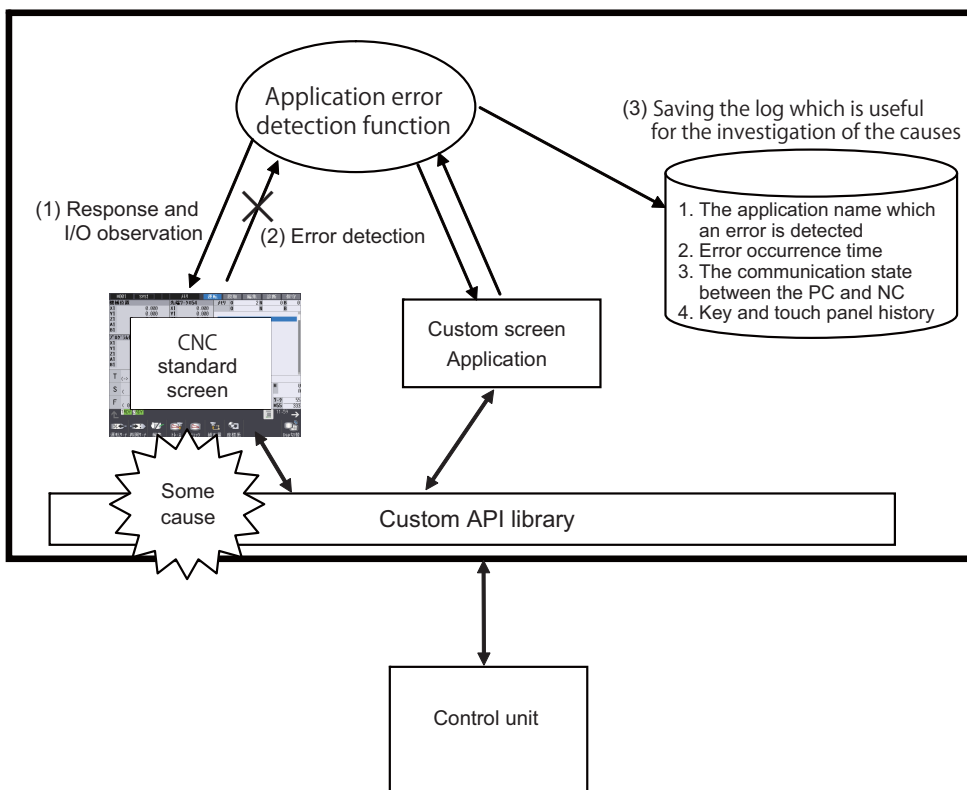 Application error
detection function
(3) Saving the log which is useful
for the investigation of the causes
1. The application name which
an error is detected
2. Error occurrence time
3. The communication state
between the PC and NC
4. Key and touch panel history
(1) Response and
I/O observation
(2) Error detection
CNC
standard
screen
T
S
F
Custom screen
Application
Some
cause
Custom API library
Control unit